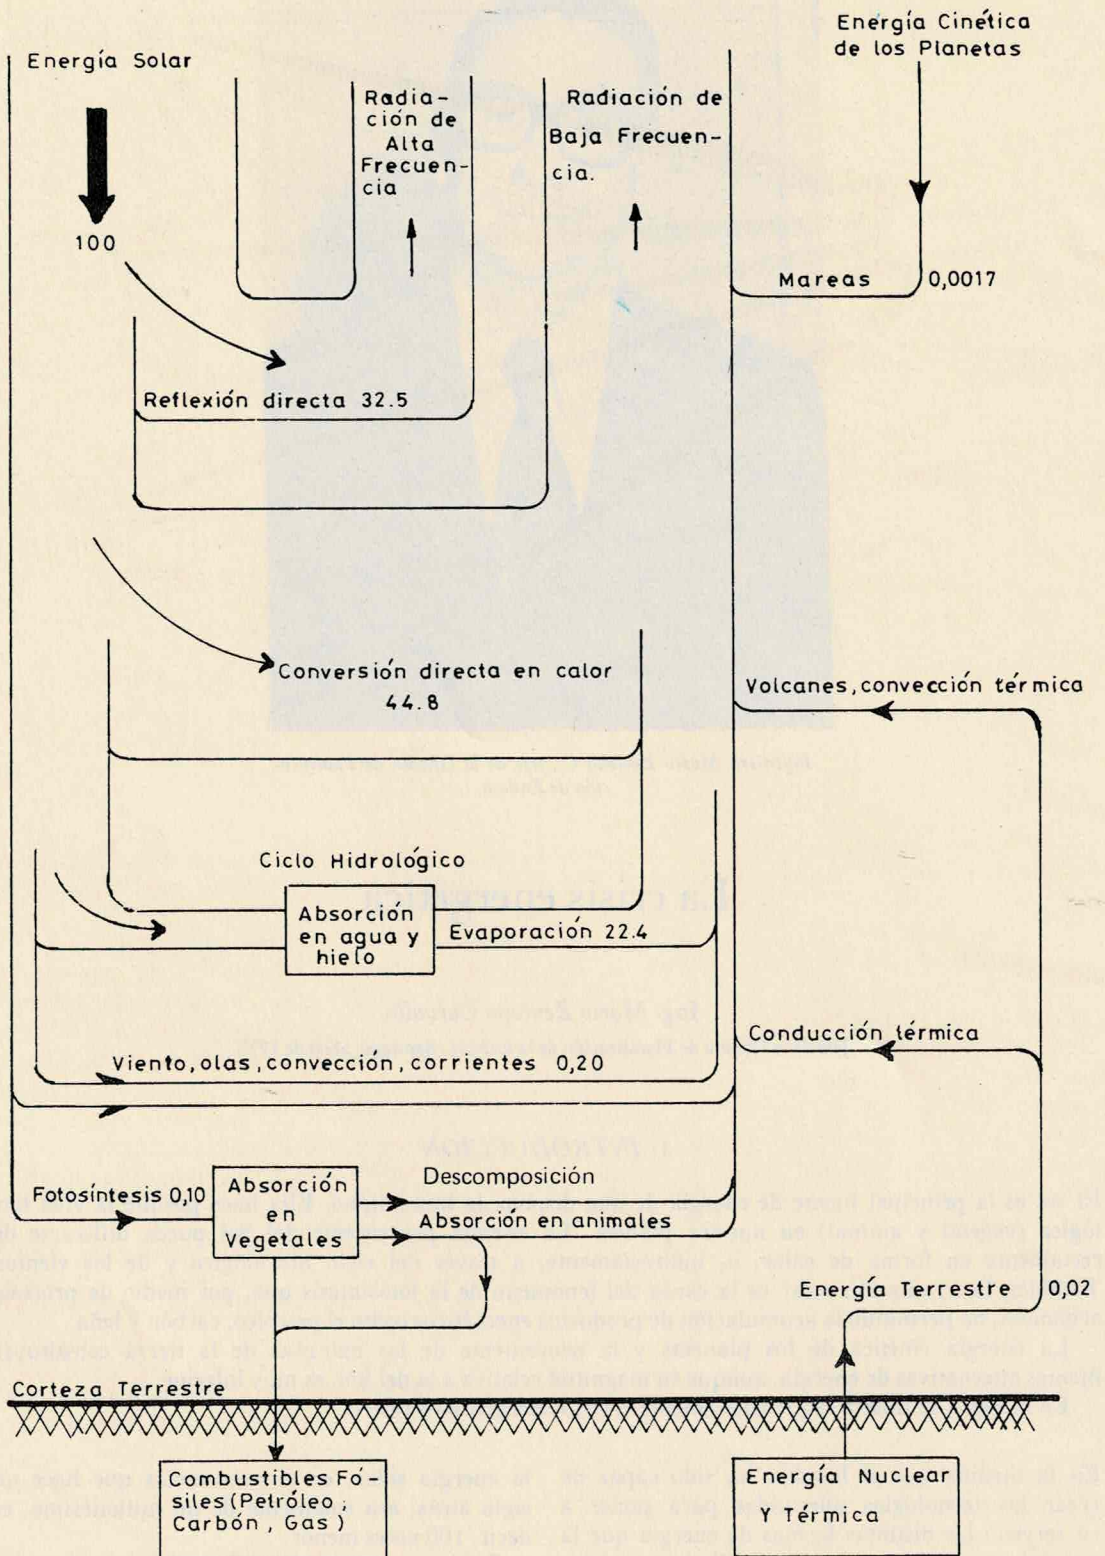 Energía Cinética
de los Planetas
Energía Solar
Radia-
ción de
Alta
Frecuen-
cia
Radiación de
Baja Frecuen-
cia.
100
Mareas 0,0017
Reflexión directa 32.5
Conversión directa en calor
44.8
Volcanes, convección térmica
Ciclo Hidrológico
Absorción
en agua y
hielo
Evaporación 22.4
Conducción térmica
Viento, olas, convección, corrientes 0,20
Fotosíntesis 0,10
Absorción
en
Vegetales
Descomposición
Absorción en animales
Energía Terrestre 0,02
Corteza Terrestre
Combustibles Fó-
siles (Petróleo,
Carbón, Gas)
Energía Nuclear
Y Térmica